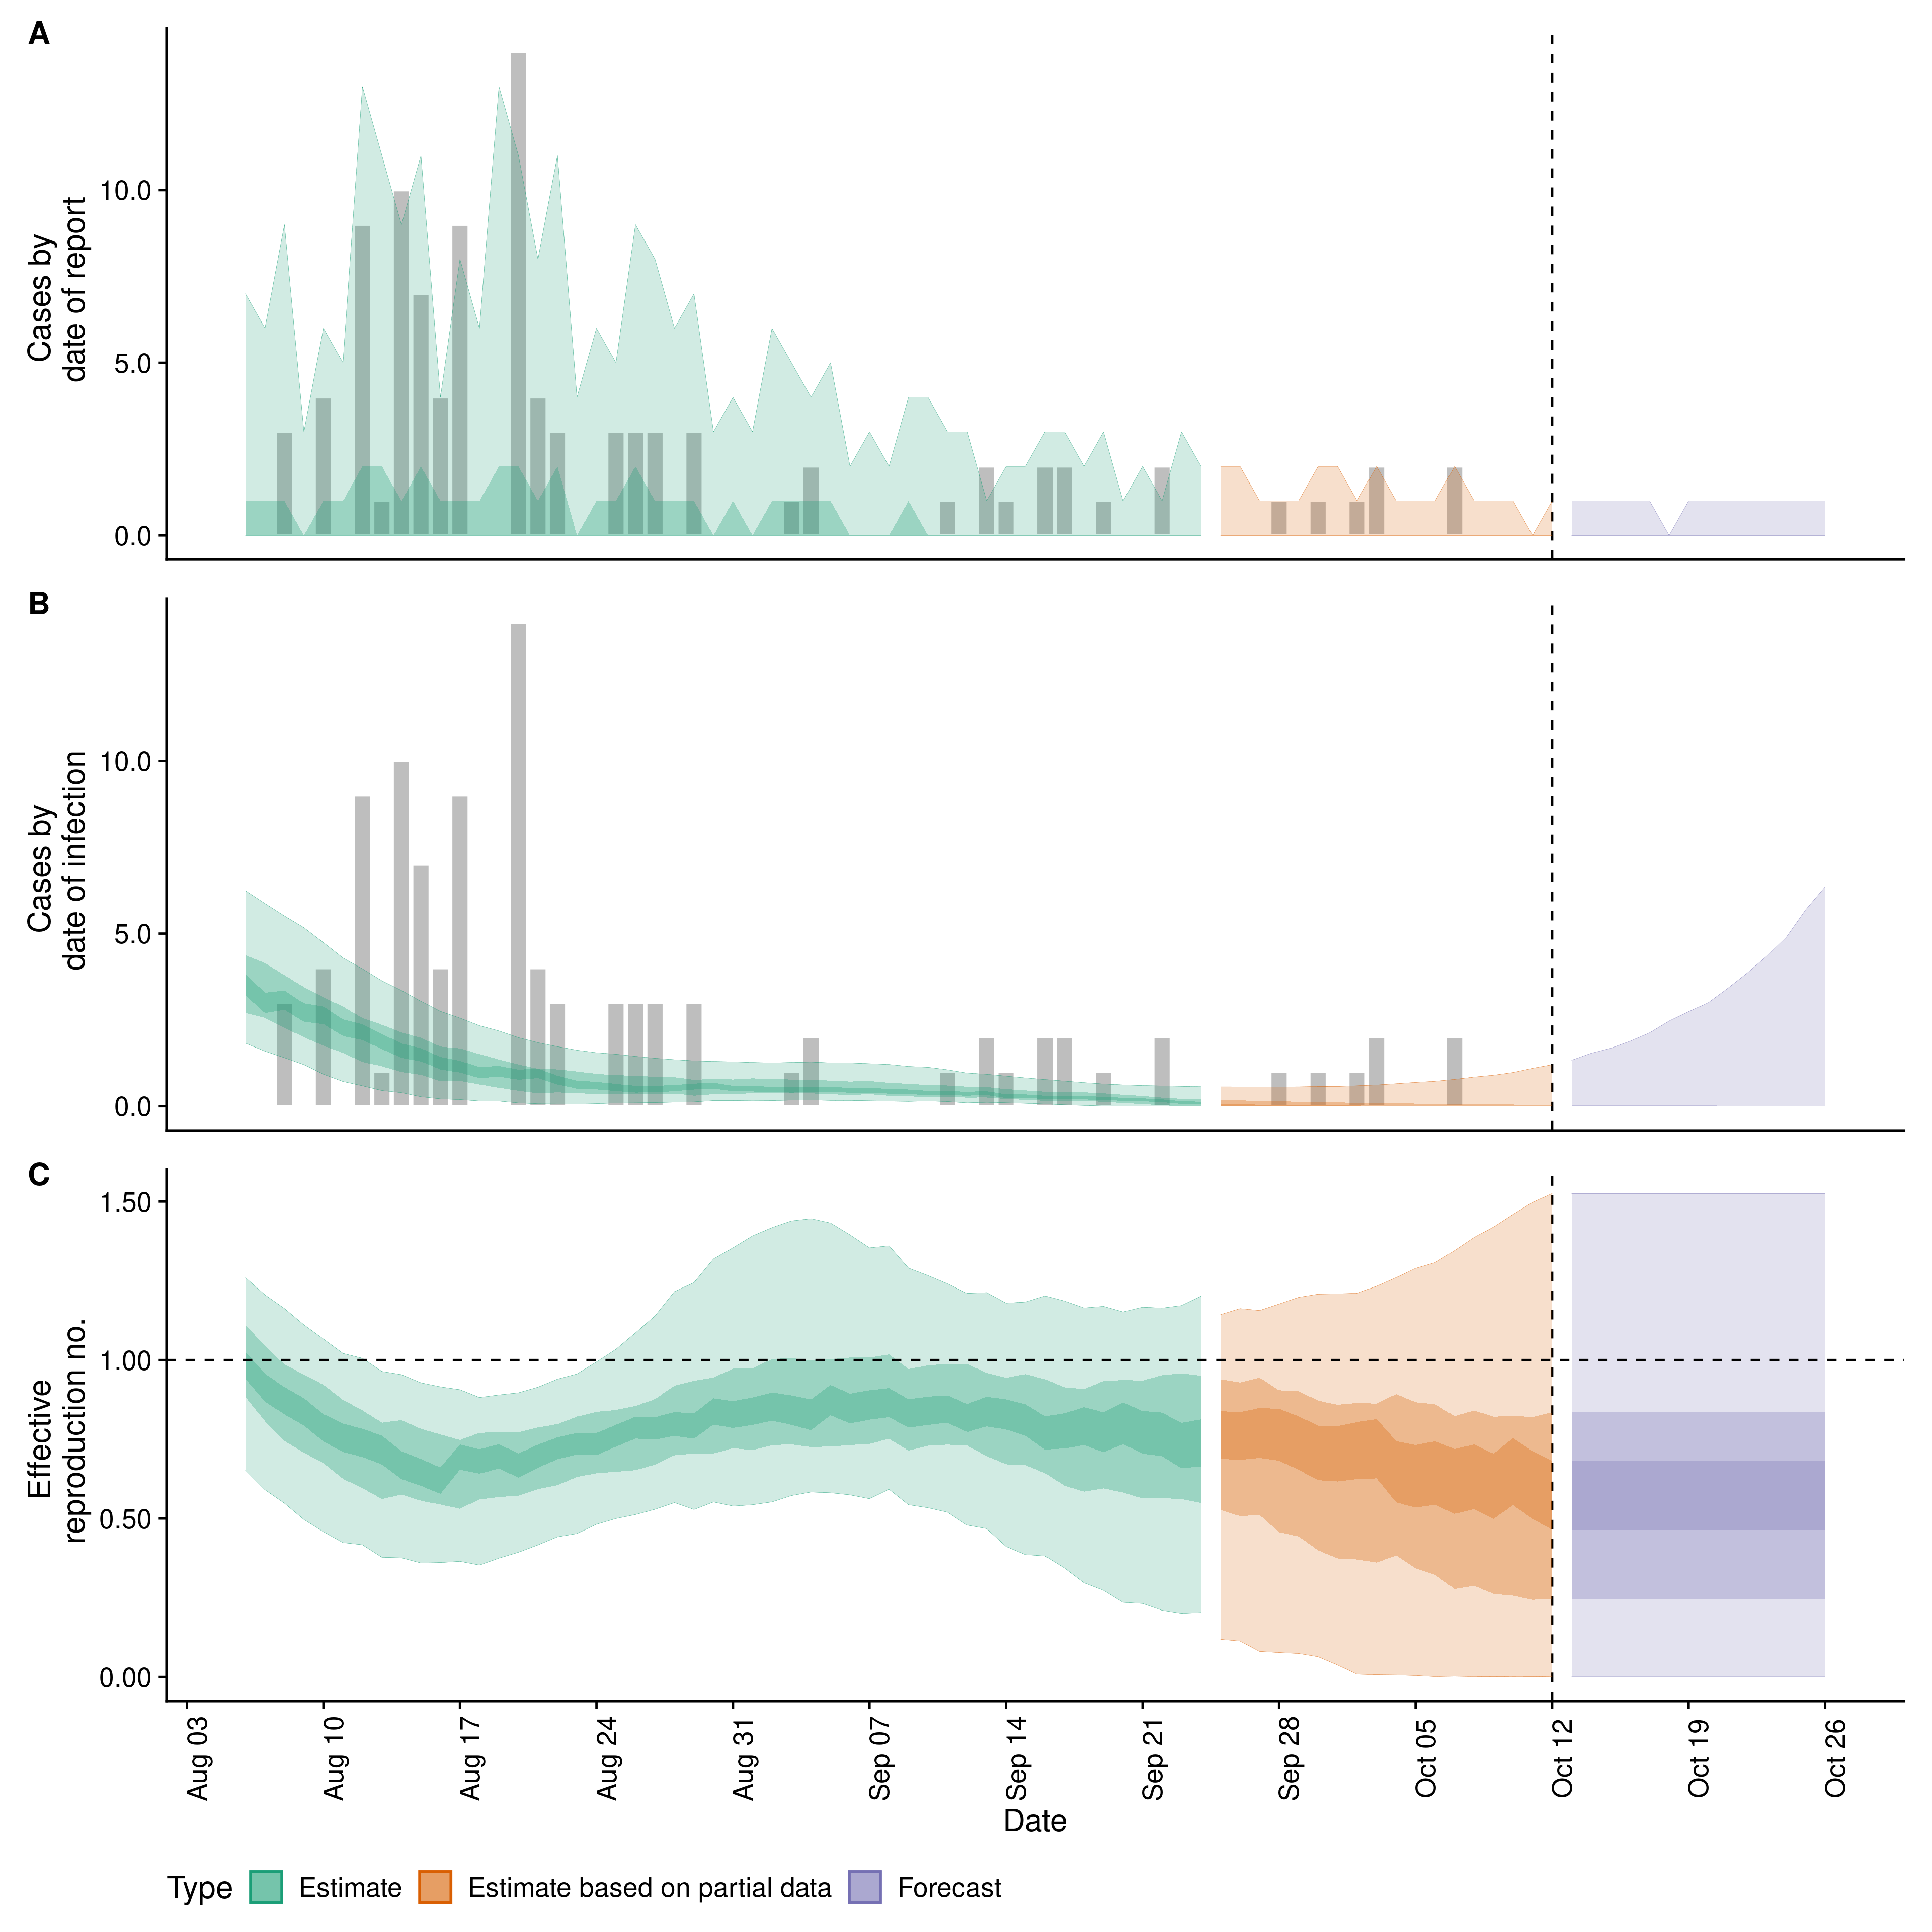 A
Cases by
date of report
10.0
5.0
0.0
B
Cases by
date of infection
10.0
5.0
0.0
C
Effective
reproduction no.
1.50
1.00
0.50
0.00
Aug 03
Aug 10
Aug 17
Aug 24
Aug 31
Sep 07
Sep 14
Sep 21
Sep 28
Oct 05
Oct 12
Oct 19
Oct 26
Date
Type Estimate Estimate based on partial data Forecast